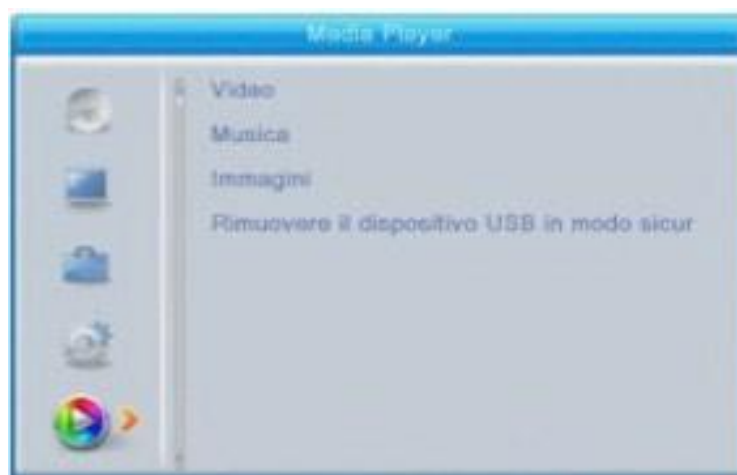 Media Player
Video
Musica
Immagini
Rimuovere il dispositivo USB in modo sicur